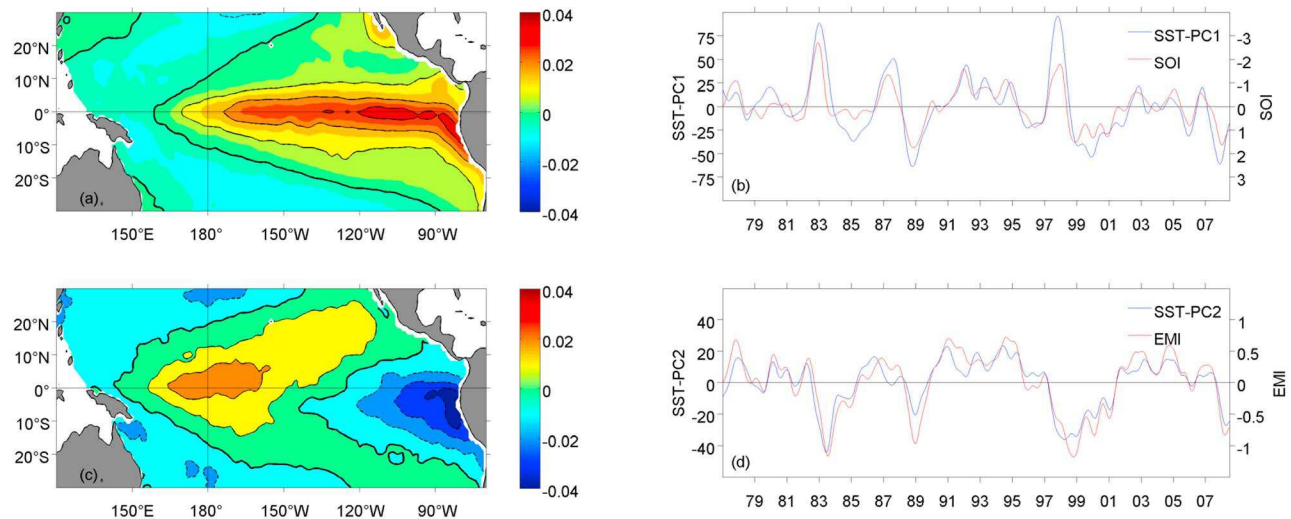 0.04
20°N
10°N
0°
10°S
20°S
(a)
0.02
0
-0.02
-0.04
150°E 180° 150°W 120°W 90°W
75
50
25
0
-25
-50
-75
SST-PC1
SST-PC1
SOI
-3
-2
-1
0
1
2
3
SOI
(b)
79 81 83 85 87 89 91 93 95 97 99 01 03 05 07
0.04
20°N
10°N
0°
10°S
20°S
(c)
0.02
0
-0.02
-0.04
150°E 180° 150°W 120°W 90°W
40
20
0
-20
-40
SST-PC2
SST-PC2
EMI
1
0.5
0
-0.5
-1
EMI
(d)
79 81 83 85 87 89 91 93 95 97 99 01 03 05 07